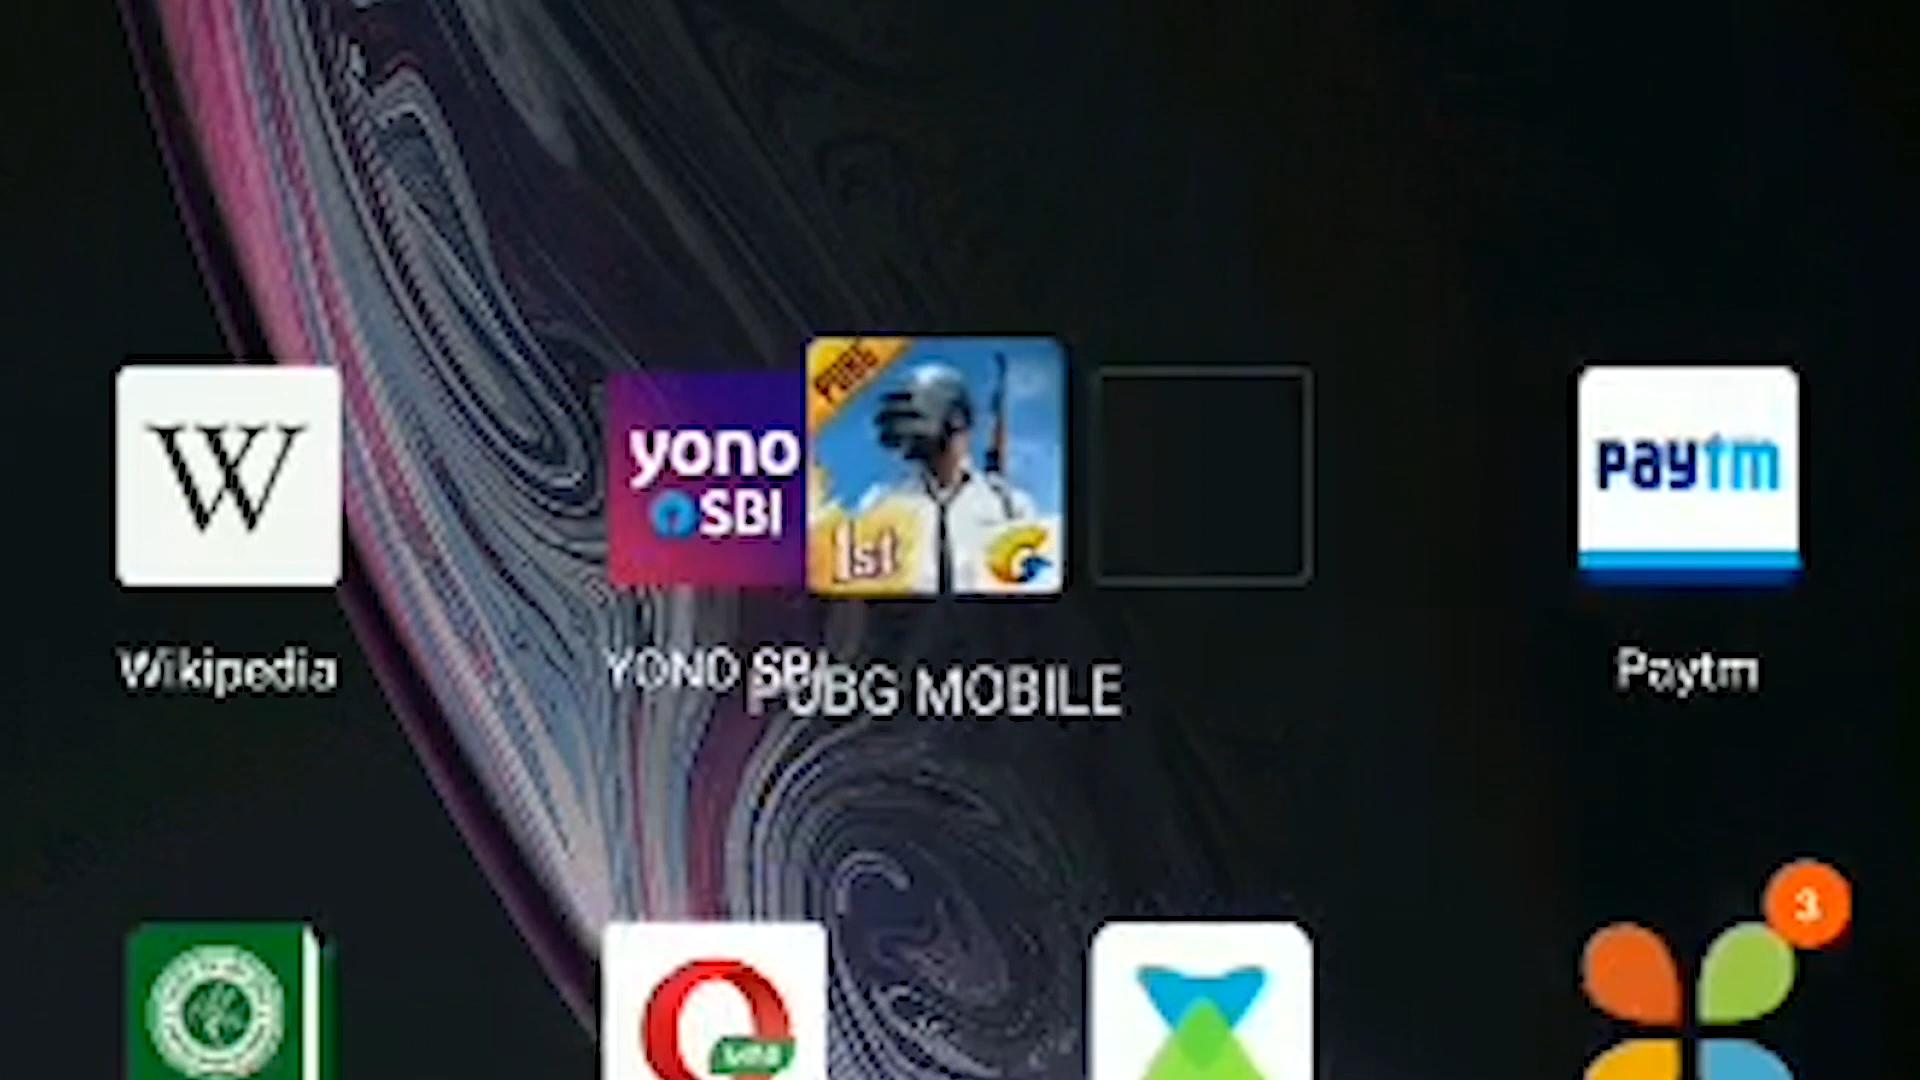 W
yono
SBI
PUBG
1st
paytm
Wikipedia
YONO SBI
PUBG MOBILE
Paytm
3